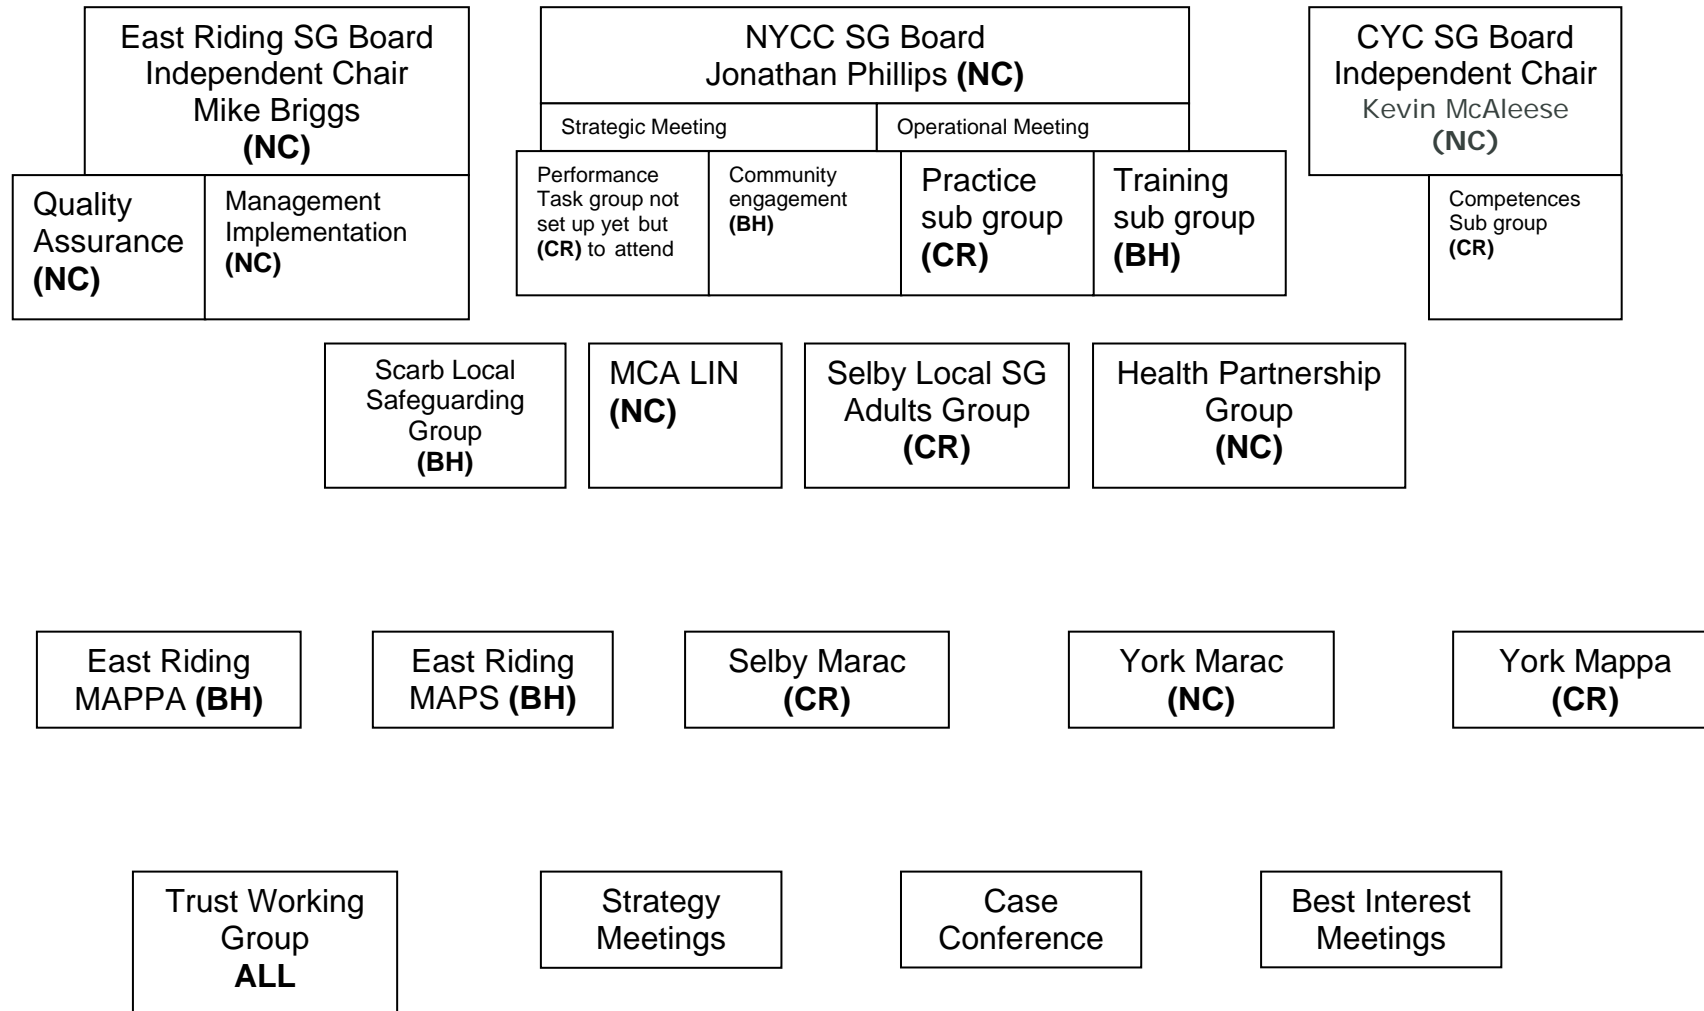 East Riding SG Board
Independent Chair
Mike Briggs
(NC)
Quality
Assurance
(NC)
Management
Implementation
(NC)
NYCC SG Board
Jonathan Phillips (NC)
Strategic Meeting
Operational Meeting
Performance
Task group not
set up yet but
(CR) to attend
Community
engagement
(BH)
Practice
sub group
(CR)
Training
sub group
(BH)
CYC SG Board
Independent Chair
Kevin McAleese
(NC)
Competences
Sub group
(CR)
Scarb Local
Safeguarding
Group
(BH)
MCA LIN
(NC)
Selby Local SG
Adults Group
(CR)
Health Partnership
Group
(NC)
East Riding
MAPPA (BH)
East Riding
MAPS (BH)
Selby Marac
(CR)
York Marac
(NC)
York Mappa
(CR)
Trust Working
Group
ALL
Strategy
Meetings
Case
Conference
Best Interest
Meetings